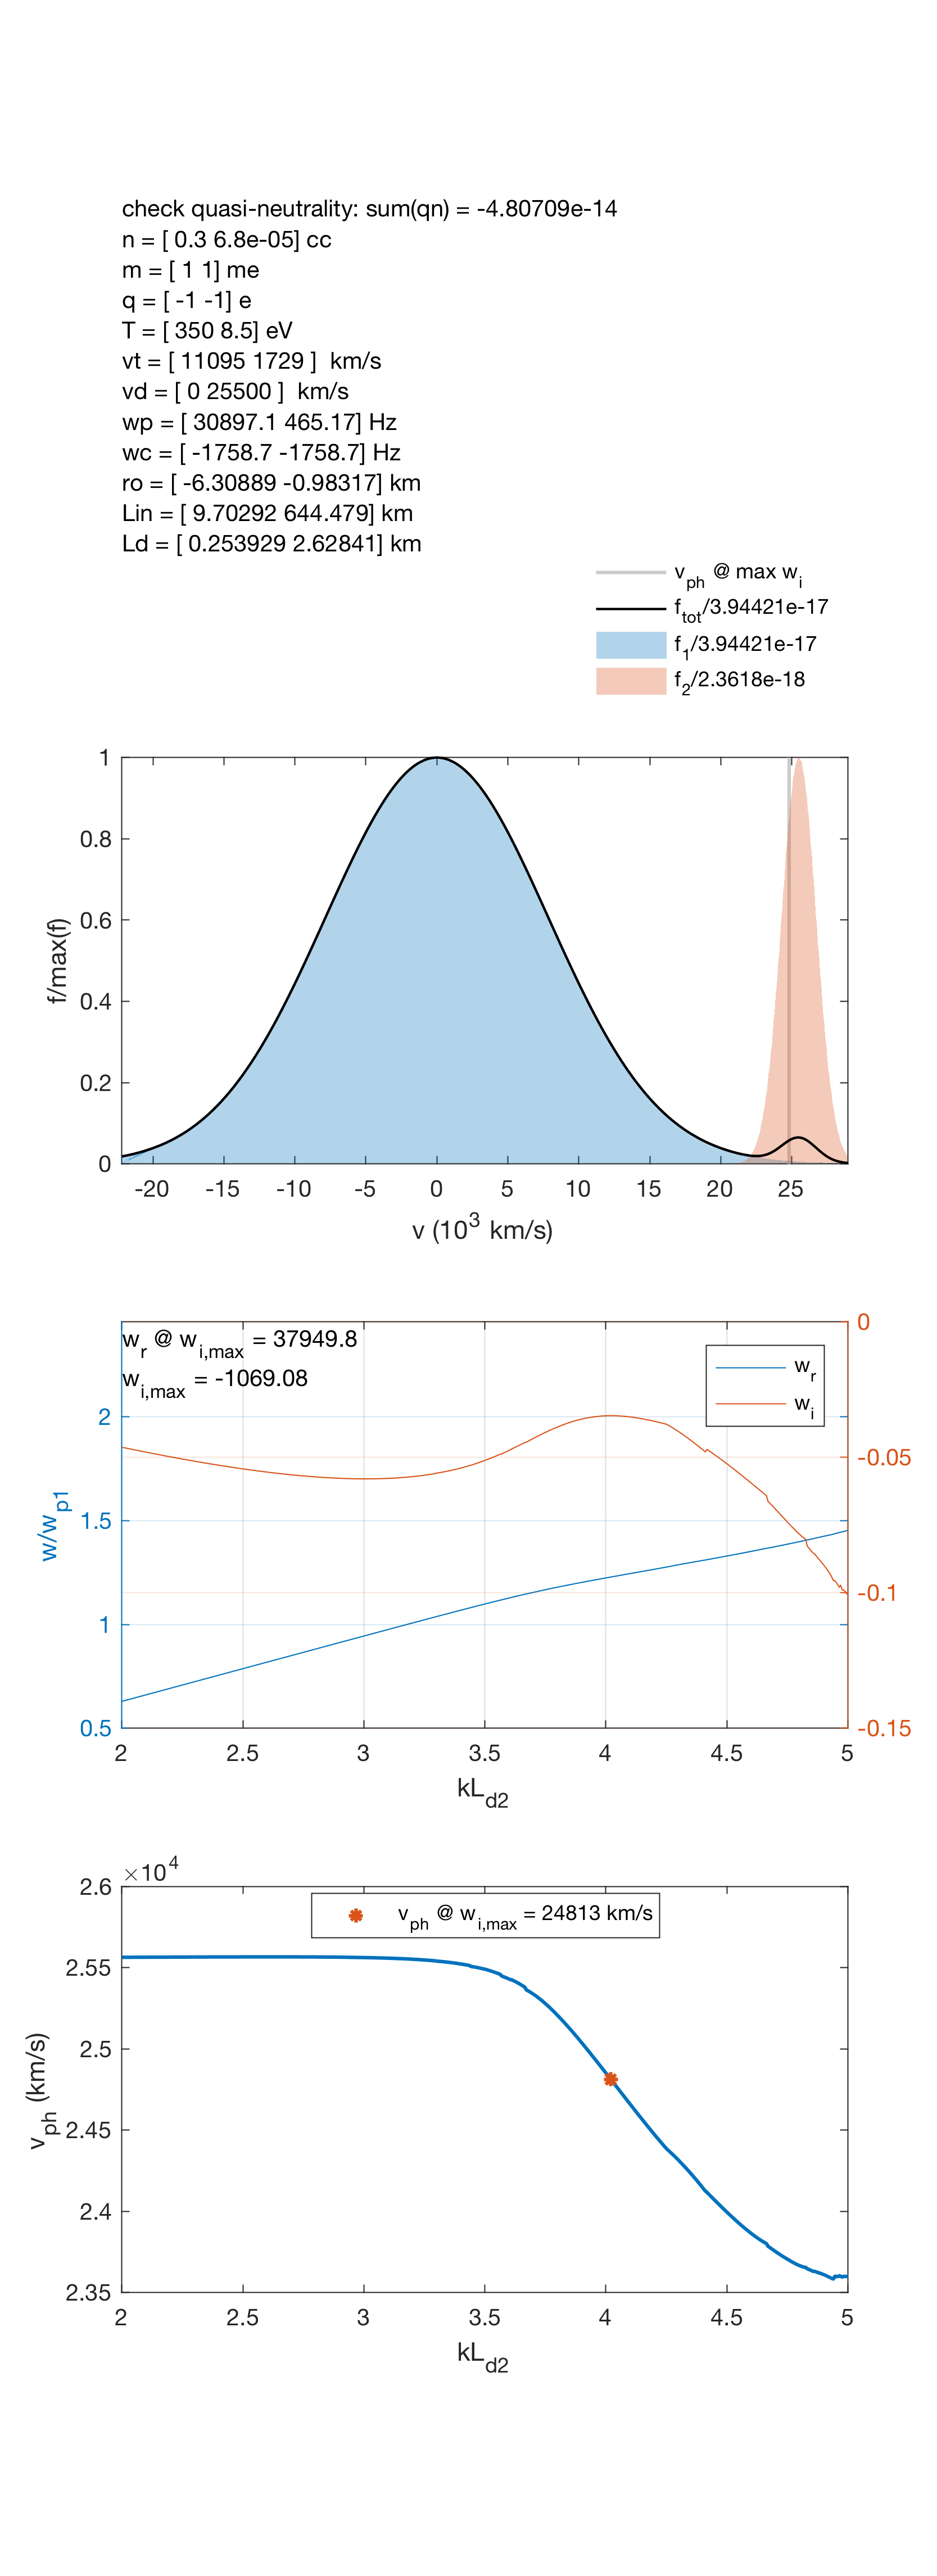 check quasi-neutrality: sum(qn) = -4.80709e-14
n = [ 0.3 6.8e-05] cc
m = [ 1 1] me
q = [ -1 -1] e
T = [ 350 8.5] eV
vt = [ 11095 1729 ] km/s
vd = [ 0 25500 ] km/s
wp = [ 30897.1 465.17] Hz
wc = [ -1758.7 -1758.7] Hz
ro = [ -6.30889 -0.98317] km
Lin = [ 9.70292 644.479] km
Ld = [ 0.253929 2.62841] km
v_ph @ max w_i
f_tot/3.94421e-17
f_1/3.94421e-17
f_2/2.3618e-18
1
0.8
0.6
0.4
0.2
0
f/max(f)
-20 -15 -10 -5 0 5 10 15 20 25
v (10^3 km/s)
w_r @ w_i,max = 37949.8
w_i,max = -1069.08
w_r
w_i
2
1.5
1
0.5
w/w_p1
0
-0.05
-0.1
-0.15
2 2.5 3 3.5 4 4.5 5
kL_d2
×10^4
v_ph @ w_i,max = 24813 km/s
2.6
2.55
2.5
2.45
2.4
2.35
v_ph (km/s)
2 2.5 3 3.5 4 4.5 5
kL_d2